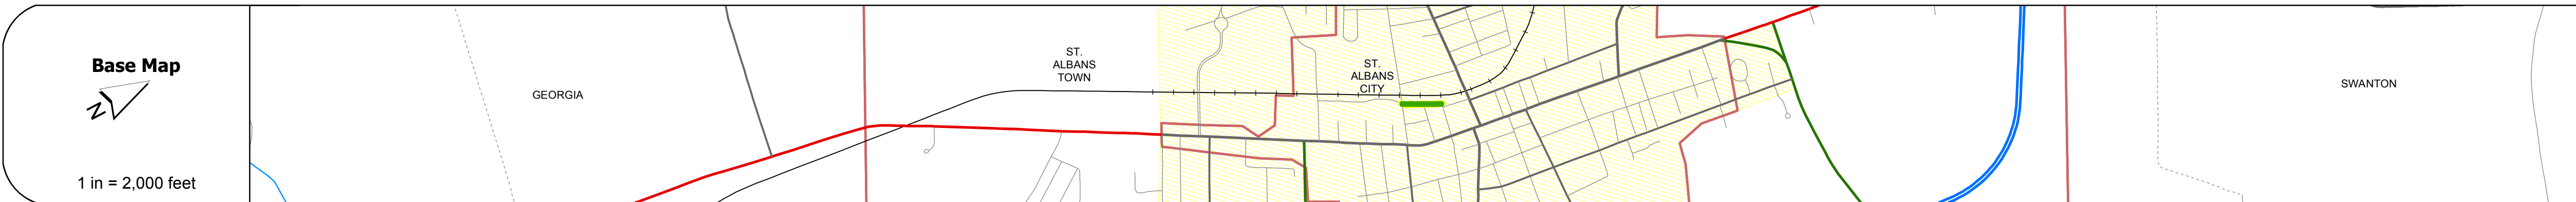 Base Map
N
1 in = 2,000 feet
GEORGIA
ST.
ALBANS
TOWN
ST.
ALBANS
CITY
SWANTON